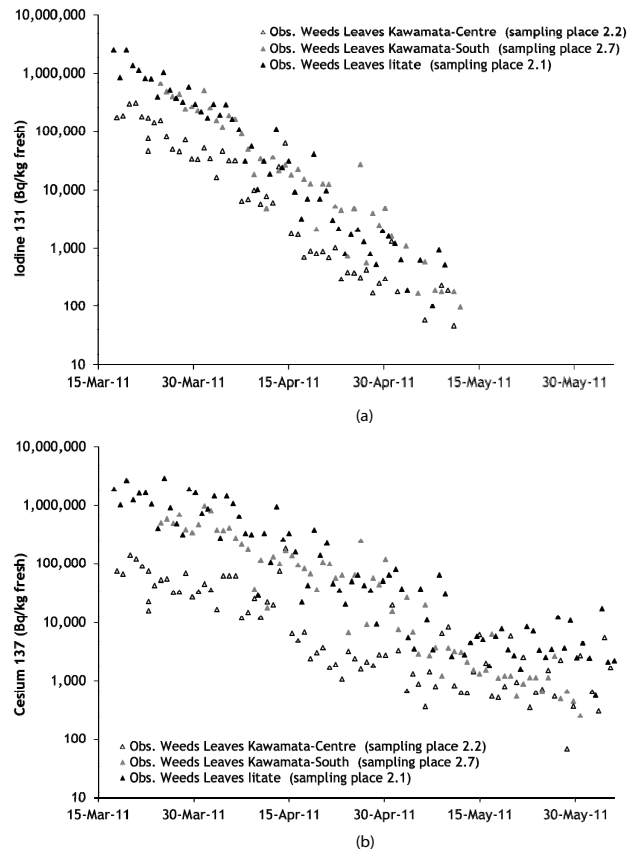 10,000,000
△ Obs. Weeds Leaves Kawamata-Centre (sampling place 2.2)
▲ Obs. Weeds Leaves Kawamata-South (sampling place 2.7)
▲ Obs. Weeds Leaves Iitate (sampling place 2.1)
1,000,000
100,000
10,000
1,000
100
10
Iodine 131 (Bq/kg fresh)
15-Mar-11 30-Mar-11 15-Apr-11 30-Apr-11 15-May-11 30-May-11
(a)
10,000,000
1,000,000
100,000
10,000
1,000
100
10
Cesium 137 (Bq/kg fresh)
△ Obs. Weeds Leaves Kawamata-Centre (sampling place 2.2)
▲ Obs. Weeds Leaves Kawamata-South (sampling place 2.7)
▲ Obs. Weeds Leaves Iitate (sampling place 2.1)
15-Mar-11 30-Mar-11 15-Apr-11 30-Apr-11 15-May-11 30-May-11
(b)